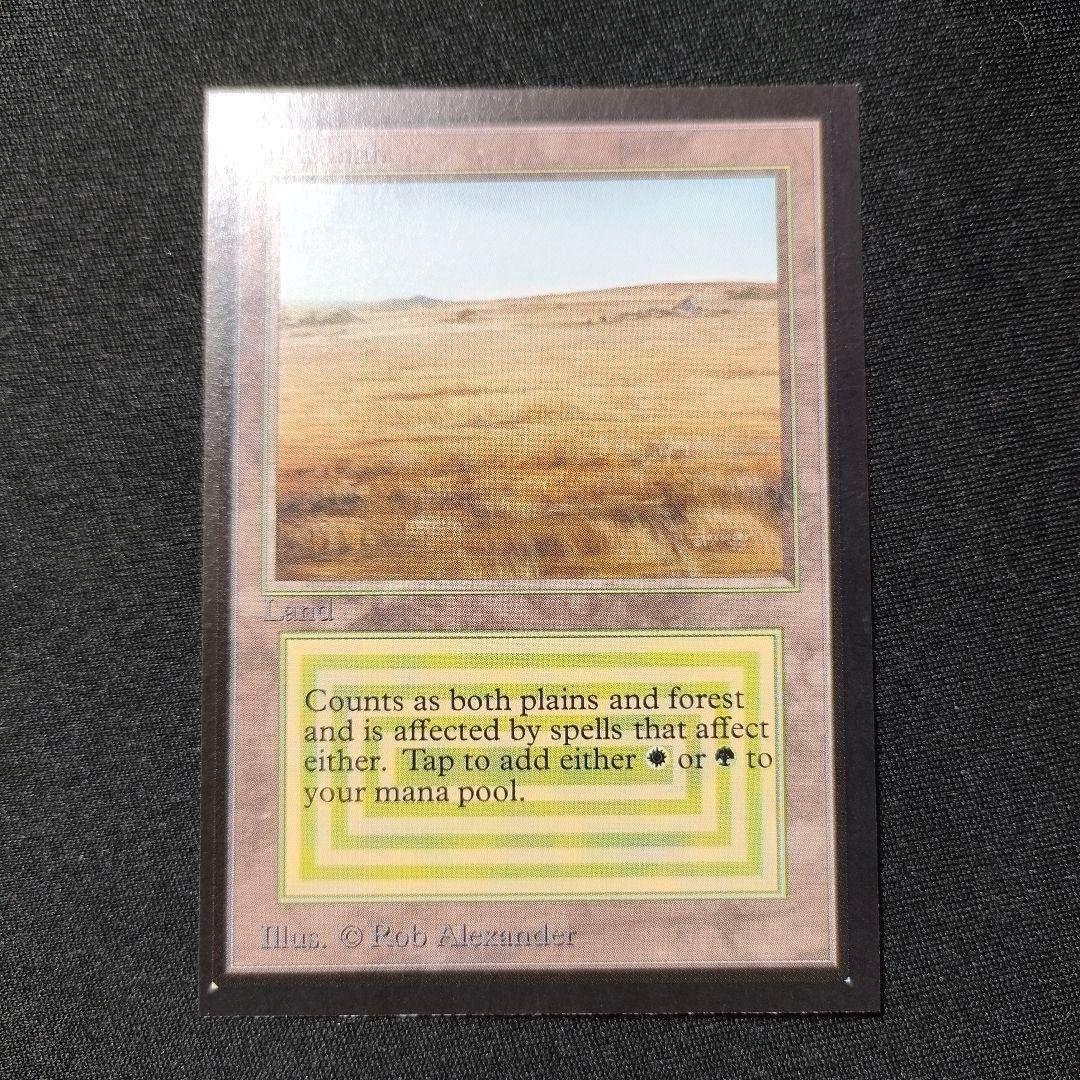 Land
Counts as both plains and forest
and is affected by spells that affect
either. Tap to add either or to
your mana pool.
Illus. © Rob Alexander